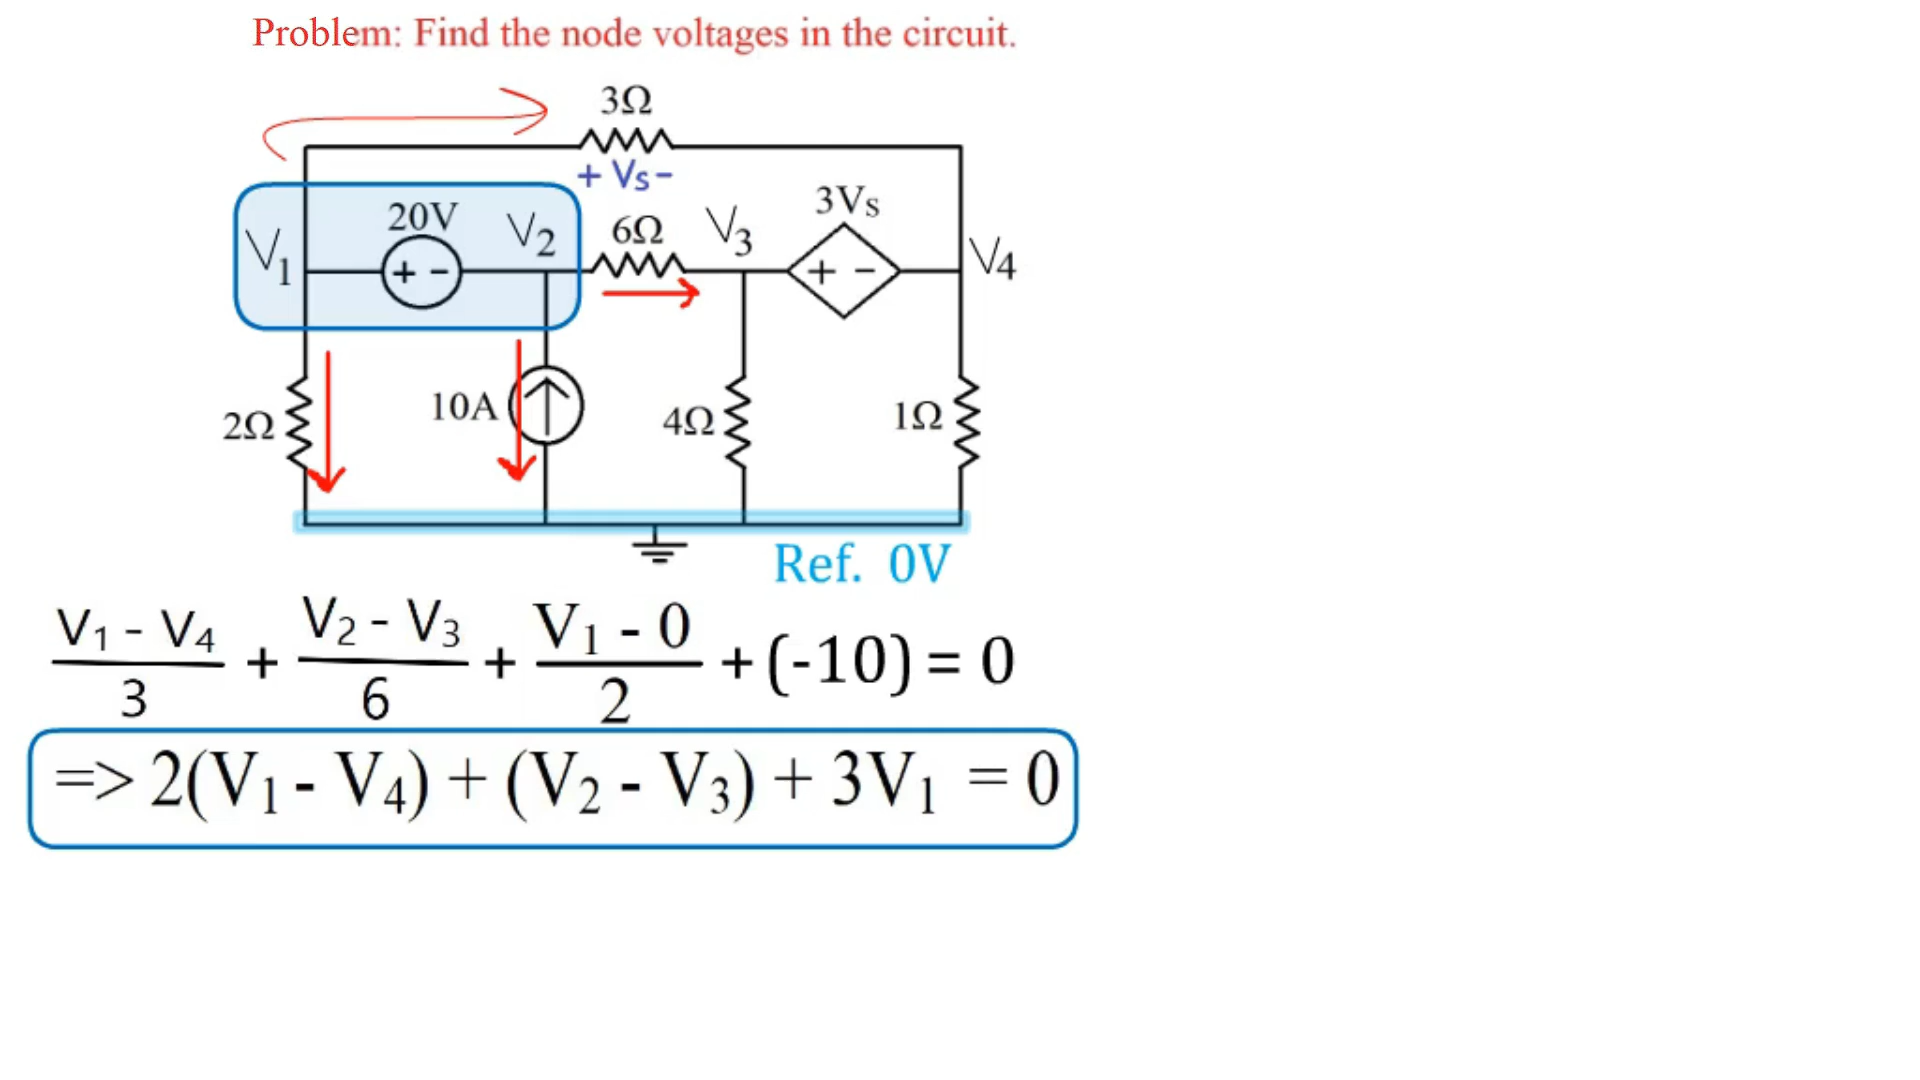 Problem: Find the node voltages in the circuit.
3Ω
+ Vs -
20V
V2
6Ω
V3
3Vs
V1
+ -
+ -
V4
2Ω
10A
4Ω
1Ω
Ref. 0V
V1 - V4 / 3 + V2 - V3 / 6 + V1 - 0 / 2 + (-10) = 0
=> 2(V1 - V4) + (V2 - V3) + 3V1 = 0